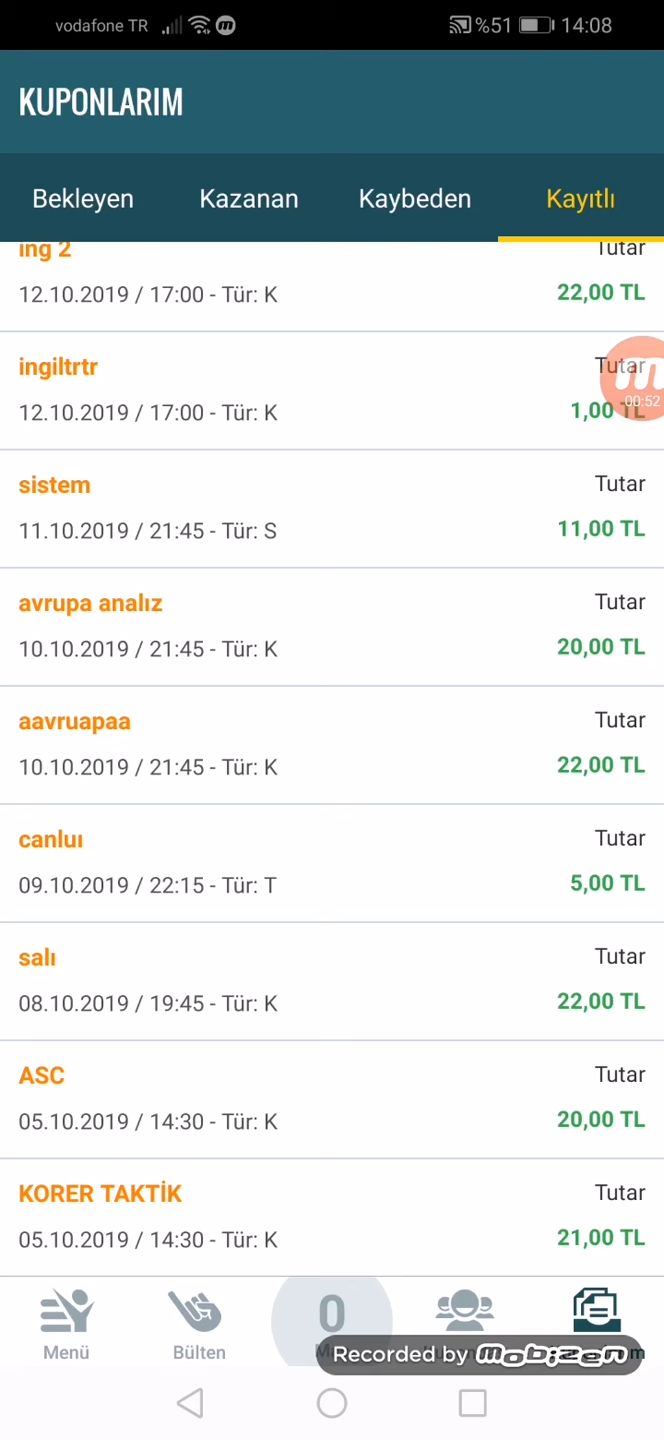 vodafone TR %51 14:08
KUPONLARIM
Bekleyen Kazanan Kaybeden Kayıtlı
ing 2 Tutar
12.10.2019 / 17:00 - Tür: K 22,00 TL
ingiltrtr Tutar
12.10.2019 / 17:00 - Tür: K 1,00 TL
00:52
sistem Tutar
11.10.2019 / 21:45 - Tür: S 11,00 TL
avrupa analız Tutar
10.10.2019 / 21:45 - Tür: K 20,00 TL
aavruapaa Tutar
10.10.2019 / 21:45 - Tür: K 22,00 TL
canluı Tutar
09.10.2019 / 22:15 - Tür: T 5,00 TL
salı Tutar
08.10.2019 / 19:45 - Tür: K 22,00 TL
ASC Tutar
05.10.2019 / 14:30 - Tür: K 20,00 TL
KORER TAKTİK Tutar
05.10.2019 / 14:30 - Tür: K 21,00 TL
0
Menü Bülten
Recorded by mobizen